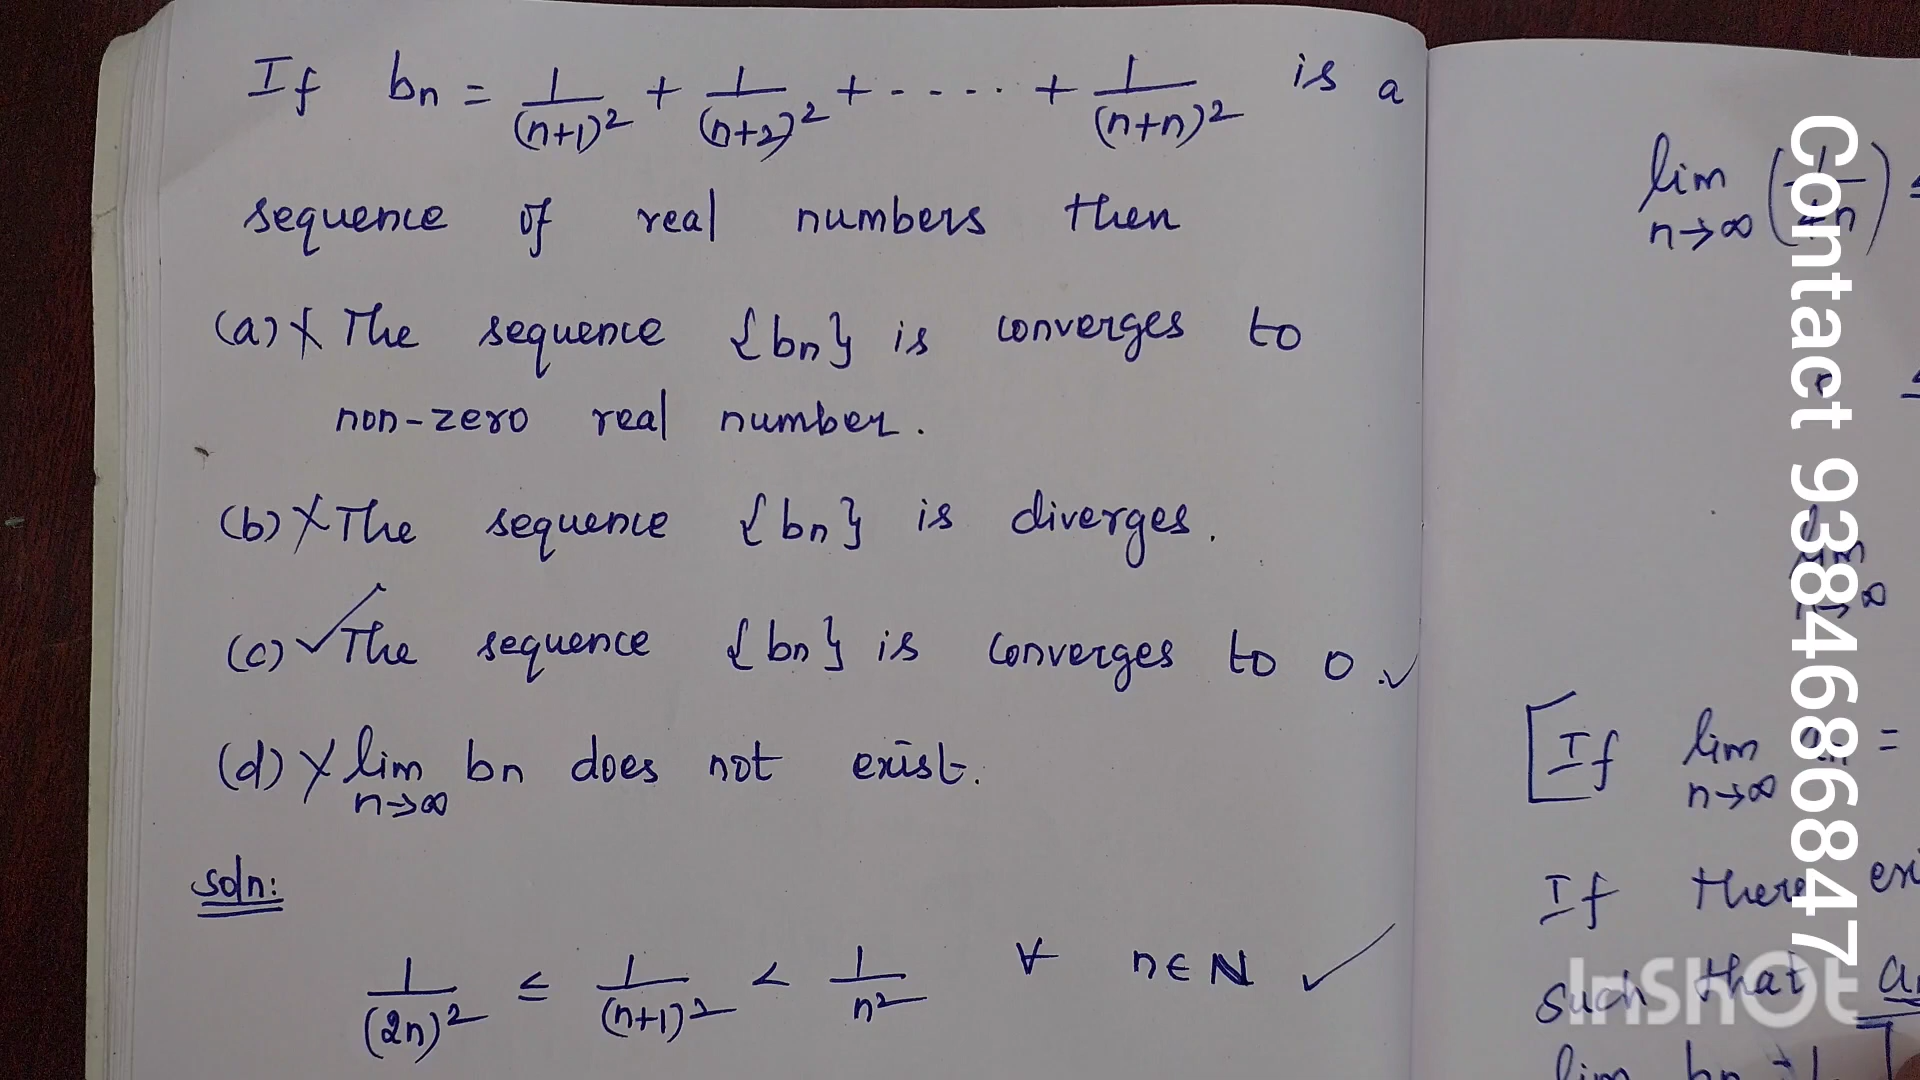 If bn = 1/(n+1)² + 1/(n+2)² + ----- + 1/(n+n)² is a
sequence of real numbers then
(a) X The sequence {bn} is converges to
non-zero real number.
(b) X The sequence {bn} is diverges.
(c) ✓ The sequence {bn} is converges to 0. ✓
(d) X lim n→∞ bn does not exist.
Soln:
1/(2n)² ≤ 1/(n+1)² < 1/n² ∀ n∈N ✓
lim n→∞
[If lim n→∞ =
If there
such that
lim bn
Contact 9384686847
InShOt